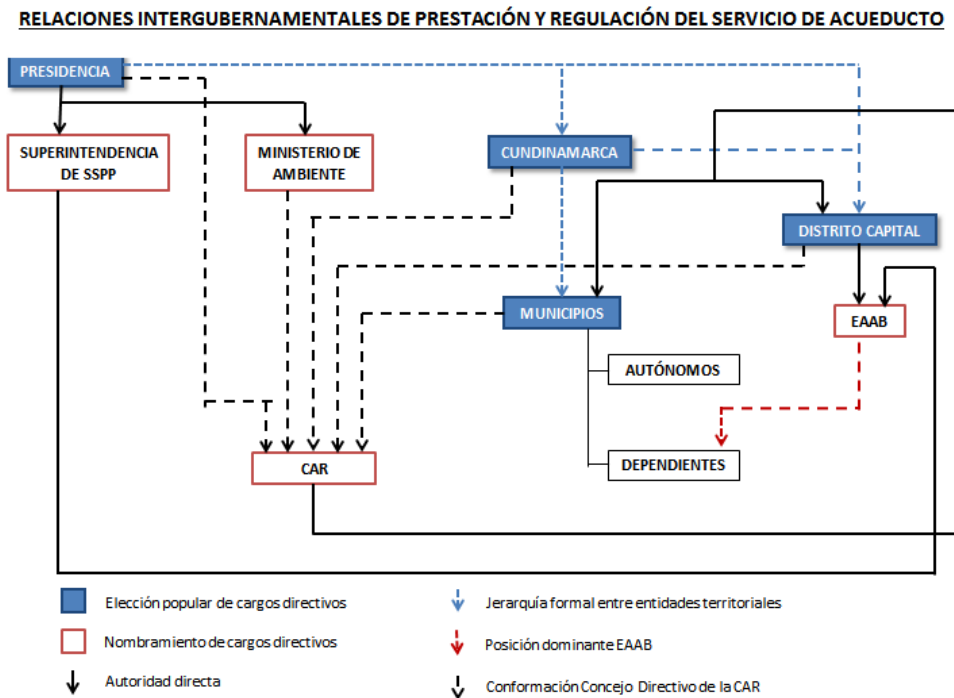 RELACIONES INTERGUBERNAMENTALES DE PRESTACIÓN Y REGULACIÓN DEL SERVICIO DE ACUEDUCTO
PRESIDENCIA
SUPERINTENDENCIA
DE SSPP
MINISTERIO DE
AMBIENTE
CUNDINAMARCA
DISTRITO CAPITAL
MUNICIPIOS
EAAB
AUTÓNOMOS
CAR
DEPENDIENTES
Elección popular de cargos directivos
Nombramiento de cargos directivos
Autoridad directa
Jerarquía formal entre entidades territoriales
Posición dominante EAAB
Conformación Concejo Directivo de la CAR